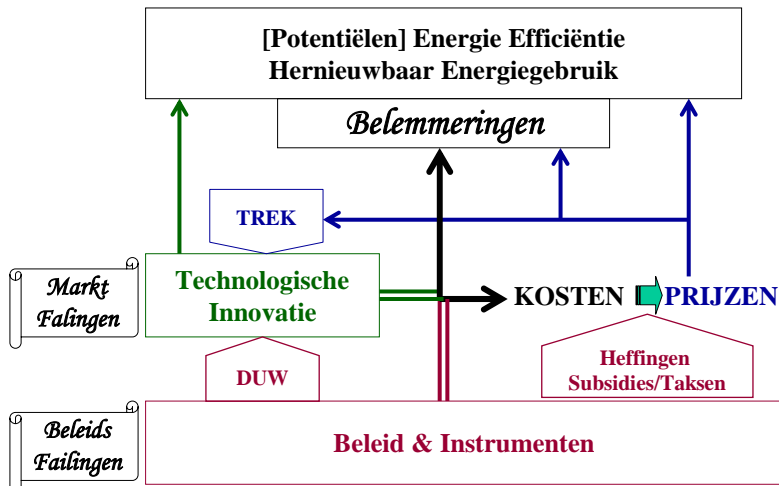 [Potentiëlen] Energie Efficiëntie
Hernieuwbaar Energiegebruik
Belemmeringen
TREK
Markt
Falingen
Technologische
Innovatie
KOSTEN
PRIJZEN
DUW
Heffingen
Subsidies/Taksen
Beleids
Failingen
Beleid & Instrumenten